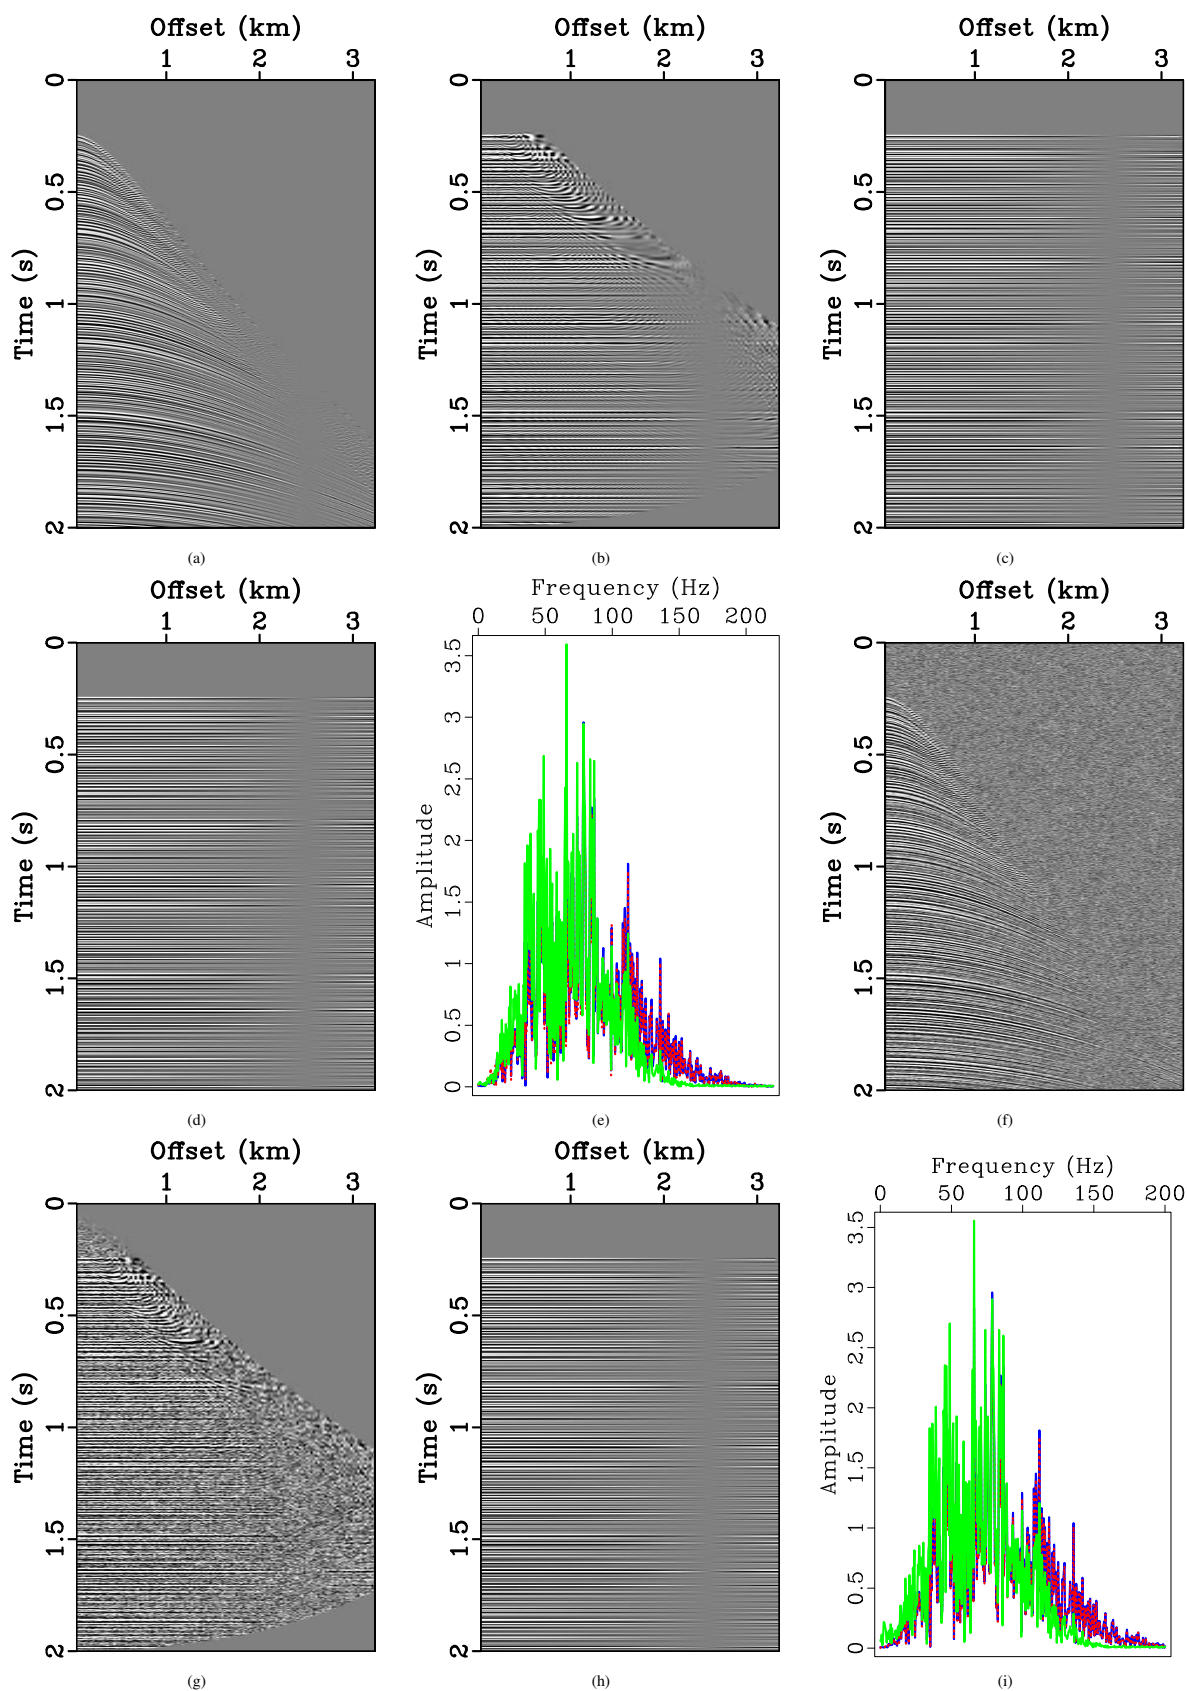 Offset (km) Offset (km) Offset (km)
1 2 3 1 2 3 1 2 3
Time (s) 0 0.5 1 1.5 2
Time (s) 0 0.5 1 1.5 2
Time (s) 0 0.5 1 1.5 2
(a) (b) (c)
Offset (km) Frequency (Hz) Offset (km)
1 2 3 0 50 100 150 200 1 2 3
Time (s) 0 0.5 1 1.5 2
Amplitude 3.5 3 2.5 2 1.5 1 0.5 0
Time (s) 0 0.5 1 1.5 2
(d) (e) (f)
Offset (km) Offset (km) Frequency (Hz)
1 2 3 1 2 3 0 50 100 150 200
Time (s) 0 0.5 1 1.5 2
Time (s) 0 0.5 1 1.5 2
Amplitude 3.5 3 2.5 2 1.5 1 0.5 0
(g) (h) (i)